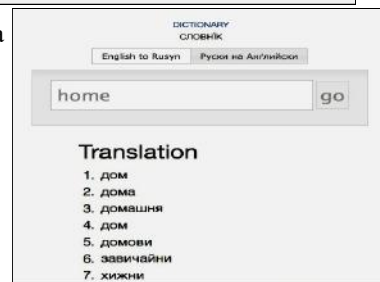 а
DICTIONARY
СЛОВНЇК
English to Rusyn Руски на Анґлийски
home go
Translation
1. дом
2. дома
3. домашня
4. дом
5. домови
6. завичайни
7. хижни